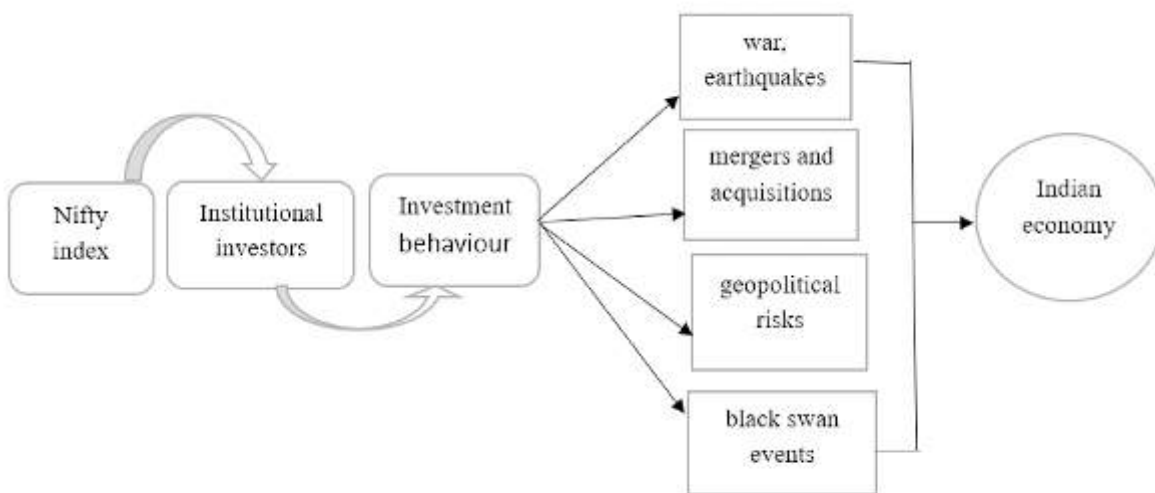 Nifty
index
Institutional
investors
Investment
behaviour
war,
earthquakes
mergers and
acquisitions
geopolitical
risks
black swan
events
Indian
economy